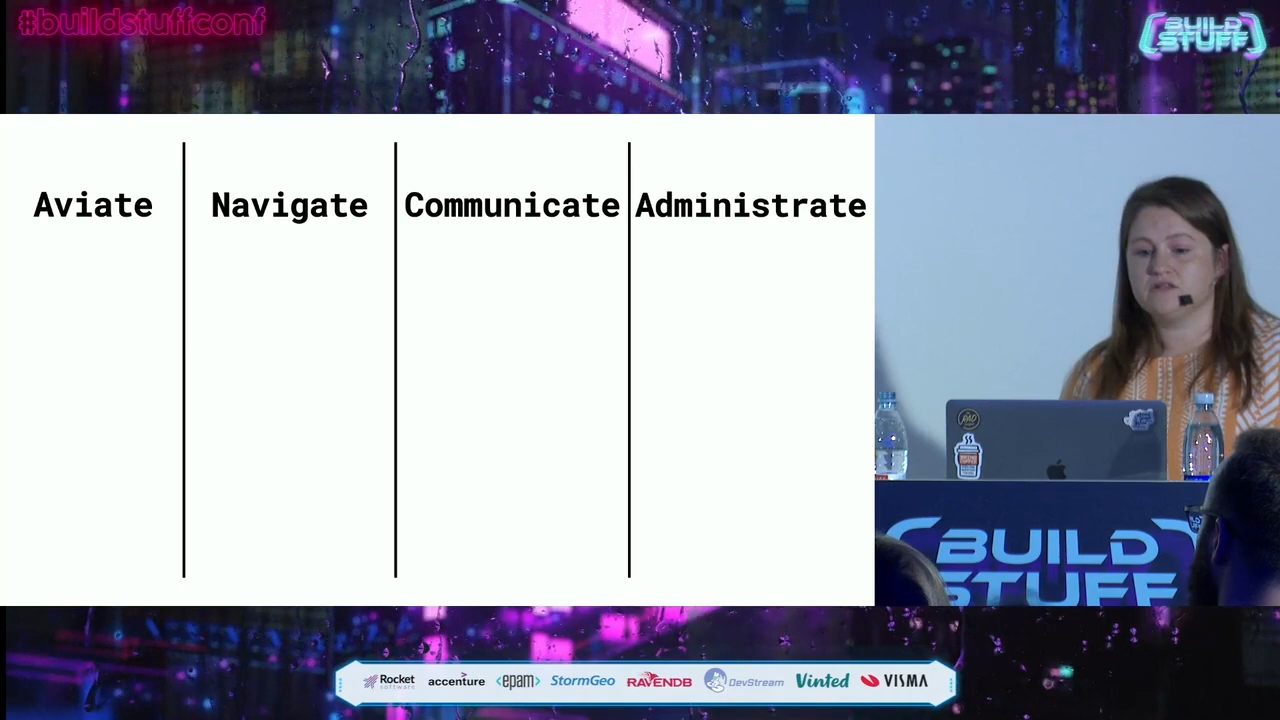 #buildstuffconf
BUILD
STUFF
Aviate
Navigate
Communicate
Administrate
BUILD
STUFF
Rocket
software
accenture
<epam>
StormGeo
RAVENDB
DevStream
Vinted
VISMA